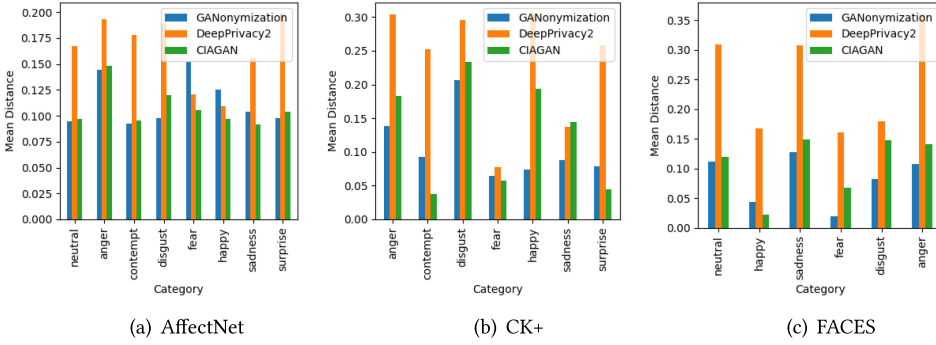 0.200
0.175
0.150
0.125
0.100
0.075
0.050
0.025
0.000
Mean Distance
GANonymization
DeepPrivacy2
CIAGAN
neutral
anger
contempt
disgust
fear
happy
sadness
surprise
Category
(a) AffectNet
0.30
0.25
0.20
0.15
0.10
0.05
0.00
Mean Distance
GANonymization
DeepPrivacy2
CIAGAN
anger
contempt
disgust
fear
happy
sadness
surprise
Category
(b) CK+
0.35
0.30
0.25
0.20
0.15
0.10
0.05
0.00
Mean Distance
GANonymization
DeepPrivacy2
CIAGAN
neutral
happy
sadness
fear
disgust
anger
Category
(c) FACES